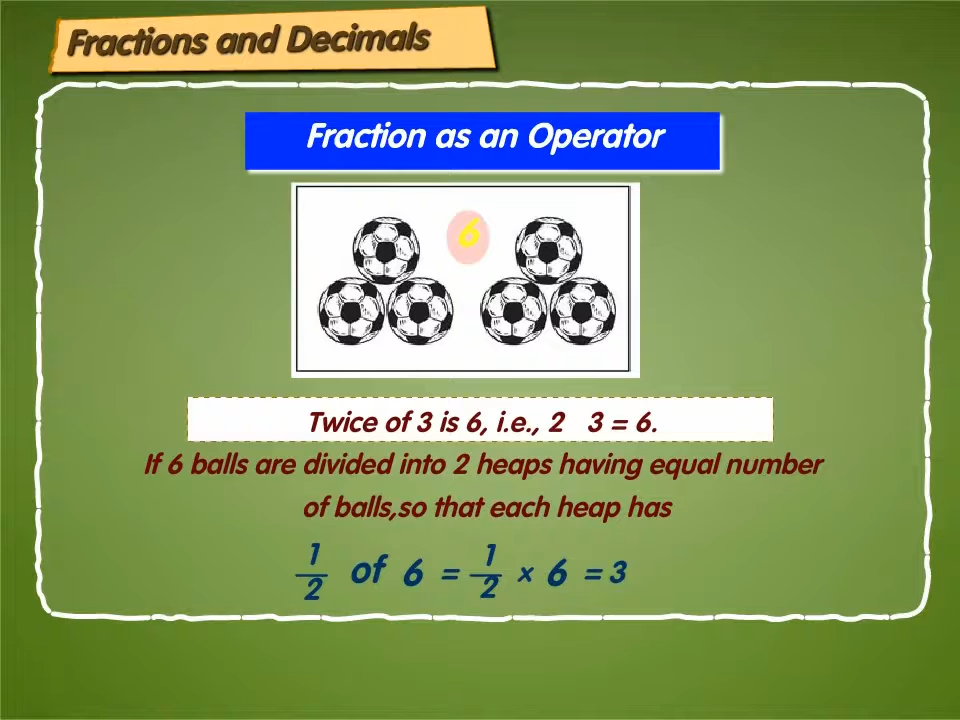 Fractions and Decimals
Fraction as an Operator
6
Twice of 3 is 6, i.e., 2 3 = 6.
If 6 balls are divided into 2 heaps having equal number
of balls,so that each heap has
1/2 of 6 = 1/2 × 6 = 3